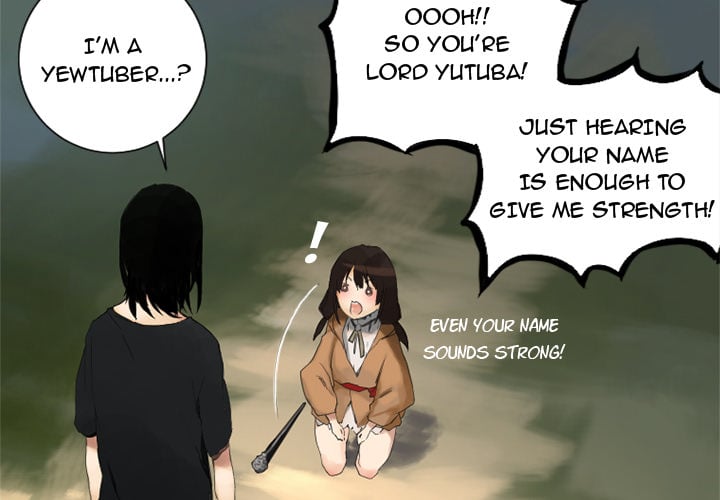 I'M A
YEWTUBER...?
OOOH!!
SO YOU'RE
LORD YUTUBA!
JUST HEARING
YOUR NAME
IS ENOUGH TO
GIVE ME STRENGTH!
!
EVEN YOUR NAME
SOUNDS STRONG!